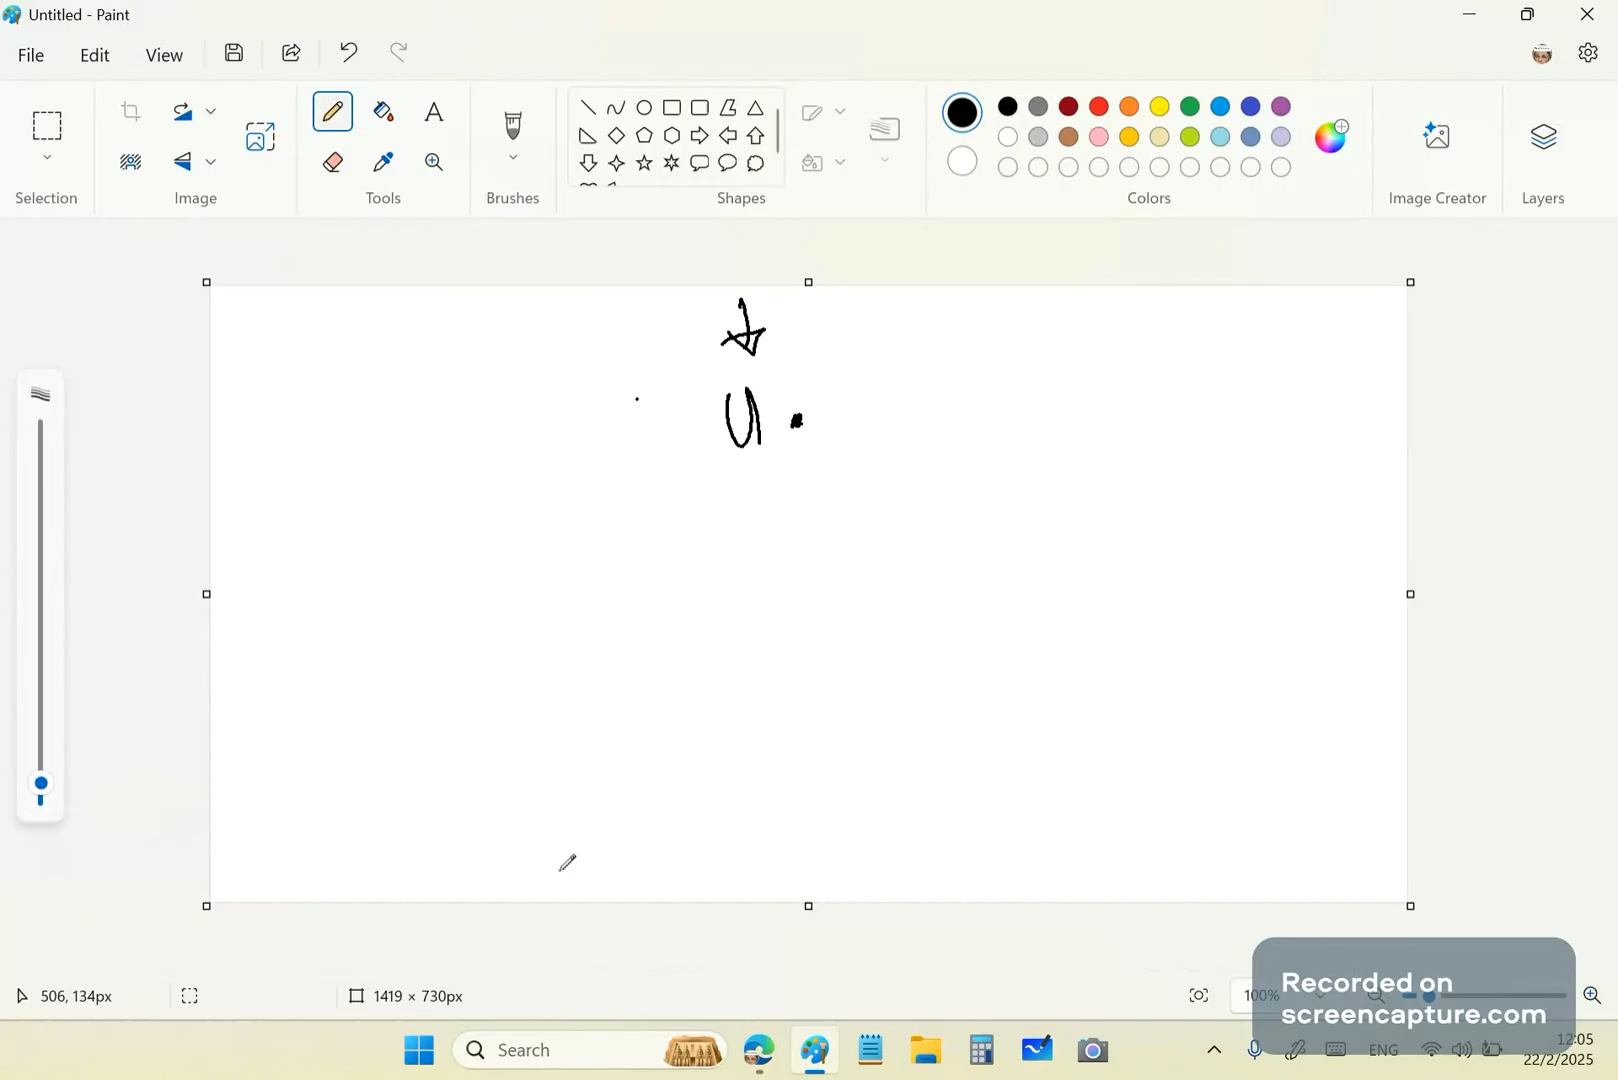 Untitled - Paint
File Edit View
Selection Image Tools Brushes Shapes Colors Image Creator Layers
u.
506, 134px 1419 × 730px 100%
Recorded on
screencapture.com
Search ENG 12:05
22/2/2025